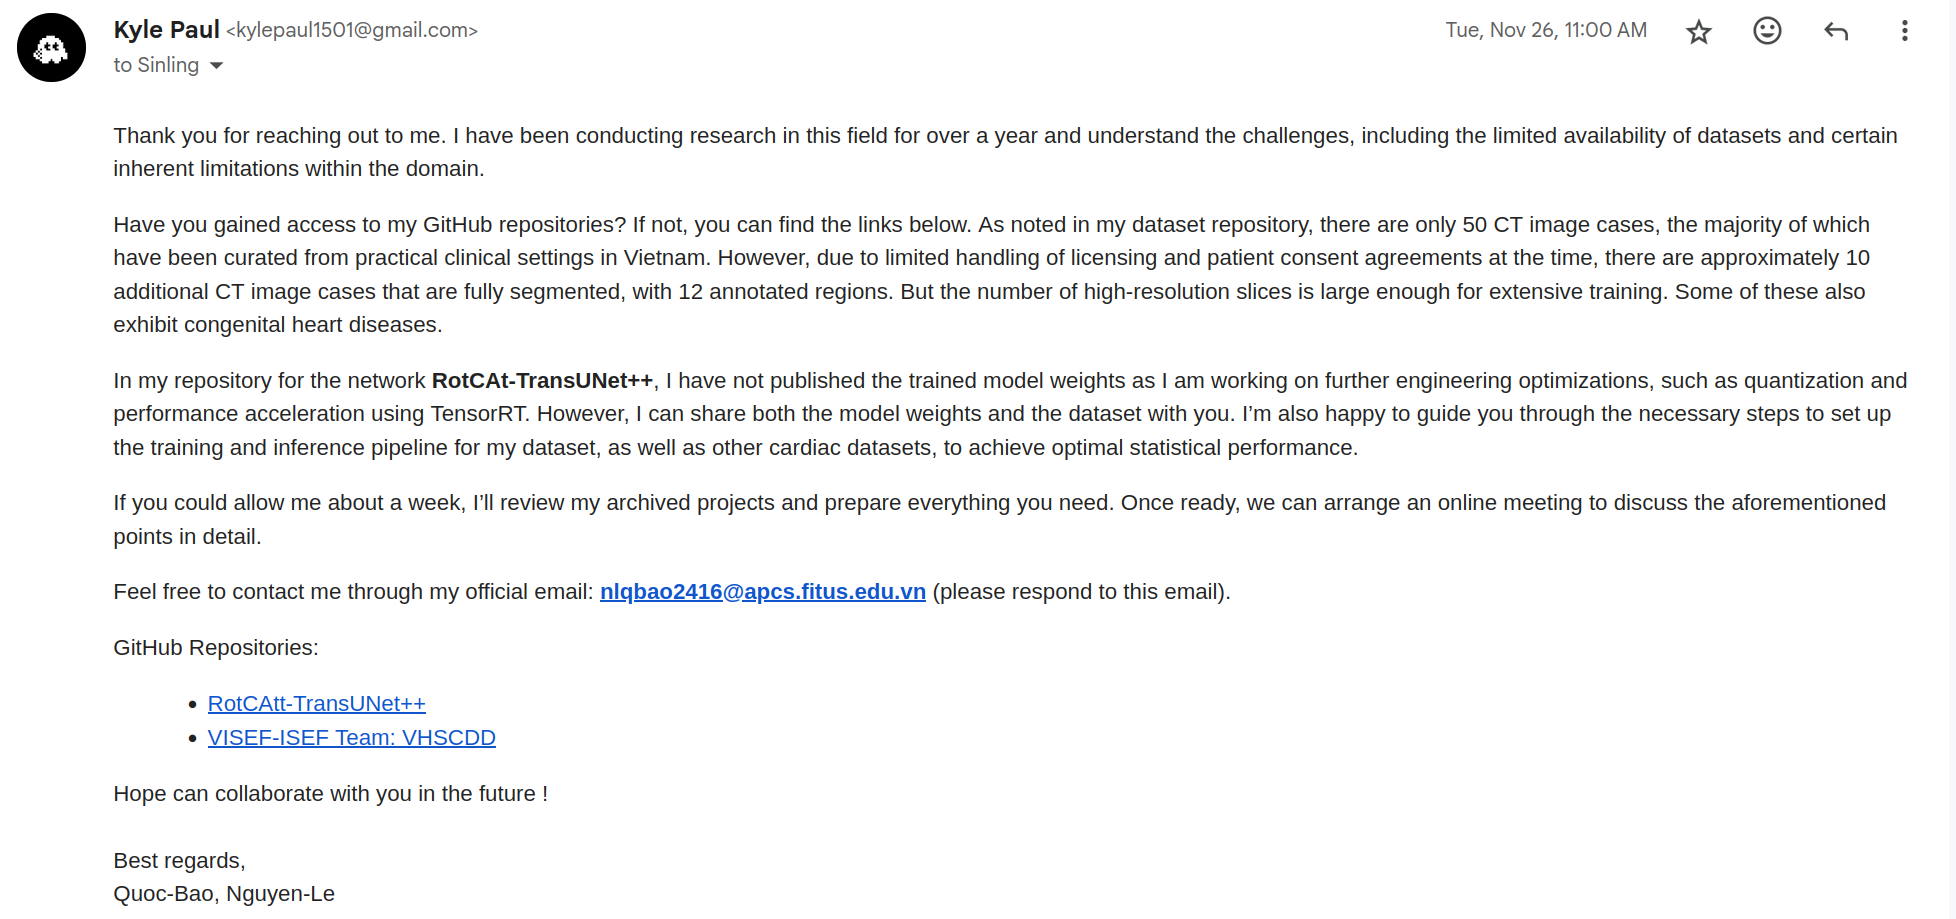 Kyle Paul <kylepaul1501@gmail.com>
Tue, Nov 26, 11:00 AM
to Sinling
Thank you for reaching out to me. I have been conducting research in this field for over a year and understand the challenges, including the limited availability of datasets and certain
inherent limitations within the domain.
Have you gained access to my GitHub repositories? If not, you can find the links below. As noted in my dataset repository, there are only 50 CT image cases, the majority of which
have been curated from practical clinical settings in Vietnam. However, due to limited handling of licensing and patient consent agreements at the time, there are approximately 10
additional CT image cases that are fully segmented, with 12 annotated regions. But the number of high-resolution slices is large enough for extensive training. Some of these also
exhibit congenital heart diseases.
In my repository for the network RotCAt-TransUNet++, I have not published the trained model weights as I am working on further engineering optimizations, such as quantization and
performance acceleration using TensorRT. However, I can share both the model weights and the dataset with you. I’m also happy to guide you through the necessary steps to set up
the training and inference pipeline for my dataset, as well as other cardiac datasets, to achieve optimal statistical performance.
If you could allow me about a week, I’ll review my archived projects and prepare everything you need. Once ready, we can arrange an online meeting to discuss the aforementioned
points in detail.
Feel free to contact me through my official email: nlqbao2416@apcs.fitus.edu.vn (please respond to this email).
GitHub Repositories:
• RotCAtt-TransUNet++
• VISEF-ISEF Team: VHSCDD
Hope can collaborate with you in the future !
Best regards,
Quoc-Bao, Nguyen-Le